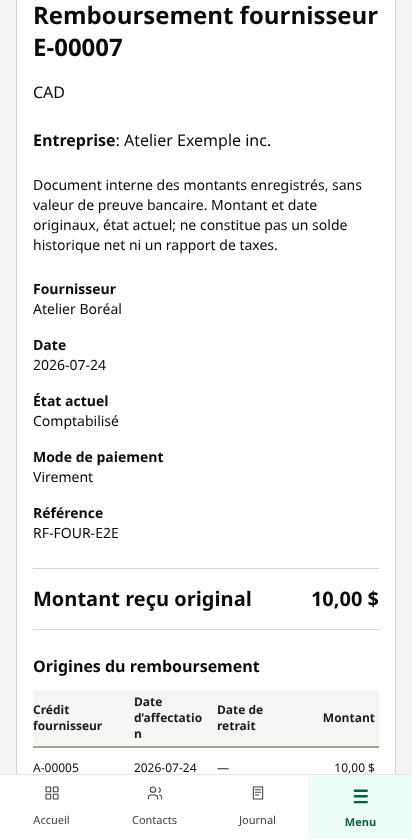 Remboursement fournisseur
E-00007
CAD
Entreprise: Atelier Exemple inc.
Document interne des montants enregistrés, sans
valeur de preuve bancaire. Montant et date
originaux, état actuel; ne constitue pas un solde
historique net ni un rapport de taxes.
Fournisseur
Atelier Boréal
Date
2026-07-24
État actuel
Comptabilisé
Mode de paiement
Virement
Référence
RF-FOUR-E2E
Montant reçu original 10,00 $
Origines du remboursement
Crédit
fournisseur
Date
d'affectatio
n
Date de
retrait
Montant
A-00005 2026-07-24 — 10,00 $
Accueil Contacts Journal Menu